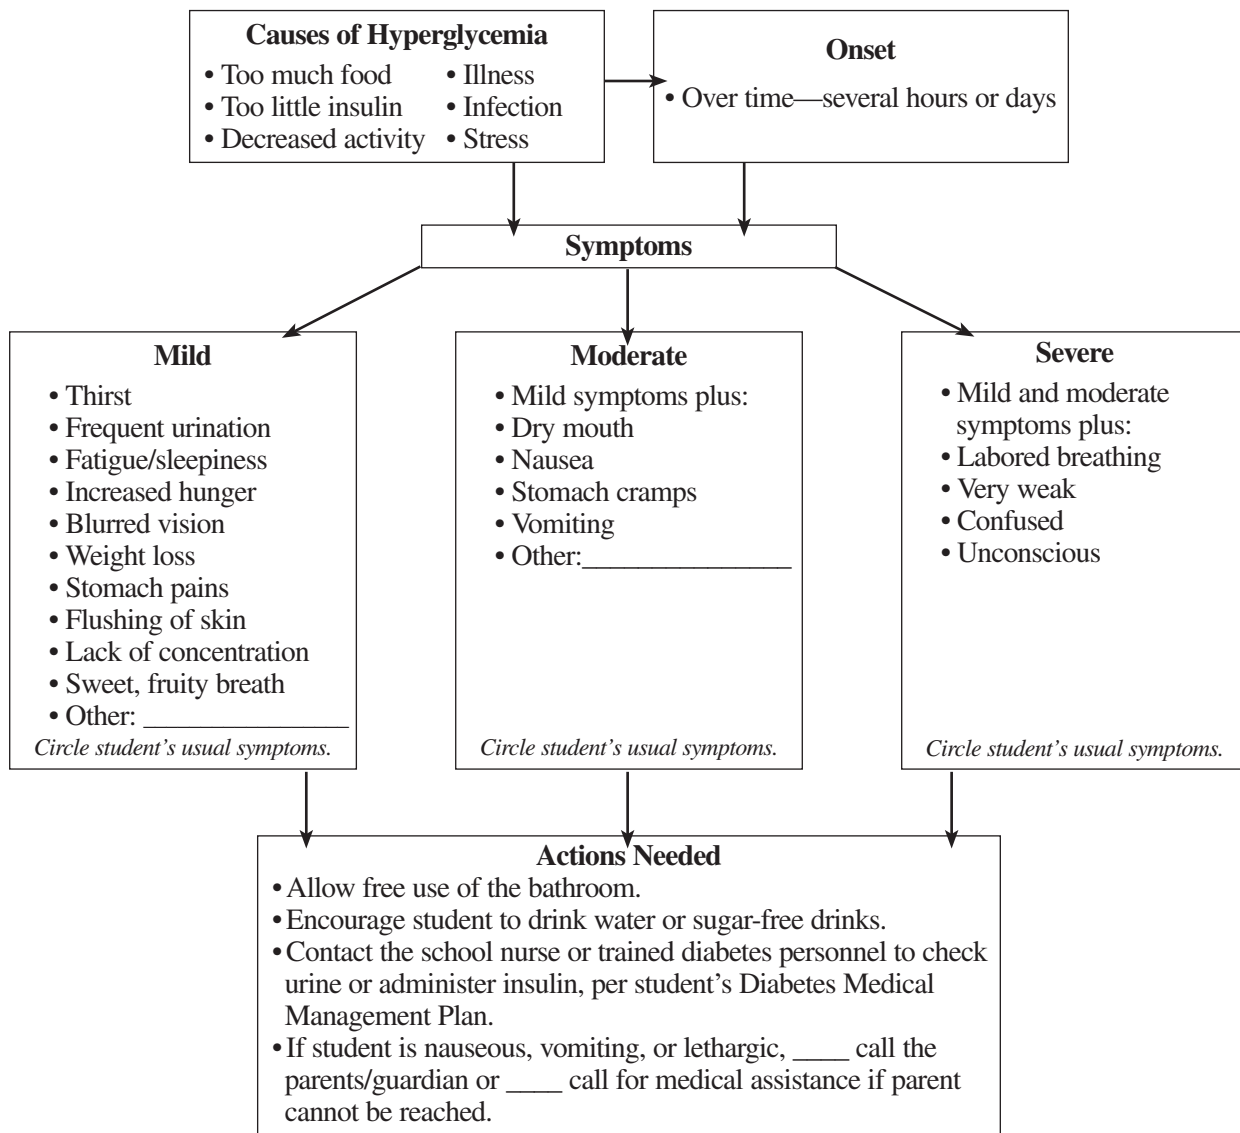 Causes of Hyperglycemia
• Too much food
• Too little insulin
• Decreased activity
• Illness
• Infection
• Stress
Onset
• Over time—several hours or days
Symptoms
Mild
• Thirst
• Frequent urination
• Fatigue/sleepiness
• Increased hunger
• Blurred vision
• Weight loss
• Stomach pains
• Flushing of skin
• Lack of concentration
• Sweet, fruity breath
• Other: _______________
Circle student’s usual symptoms.
Moderate
• Mild symptoms plus:
• Dry mouth
• Nausea
• Stomach cramps
• Vomiting
• Other:_______________
Circle student’s usual symptoms.
Severe
• Mild and moderate
symptoms plus:
• Labored breathing
• Very weak
• Confused
• Unconscious
Circle student’s usual symptoms.
Actions Needed
• Allow free use of the bathroom.
• Encourage student to drink water or sugar-free drinks.
• Contact the school nurse or trained diabetes personnel to check
urine or administer insulin, per student’s Diabetes Medical
Management Plan.
• If student is nauseous, vomiting, or lethargic, ____ call the
parents/guardian or ____ call for medical assistance if parent
cannot be reached.